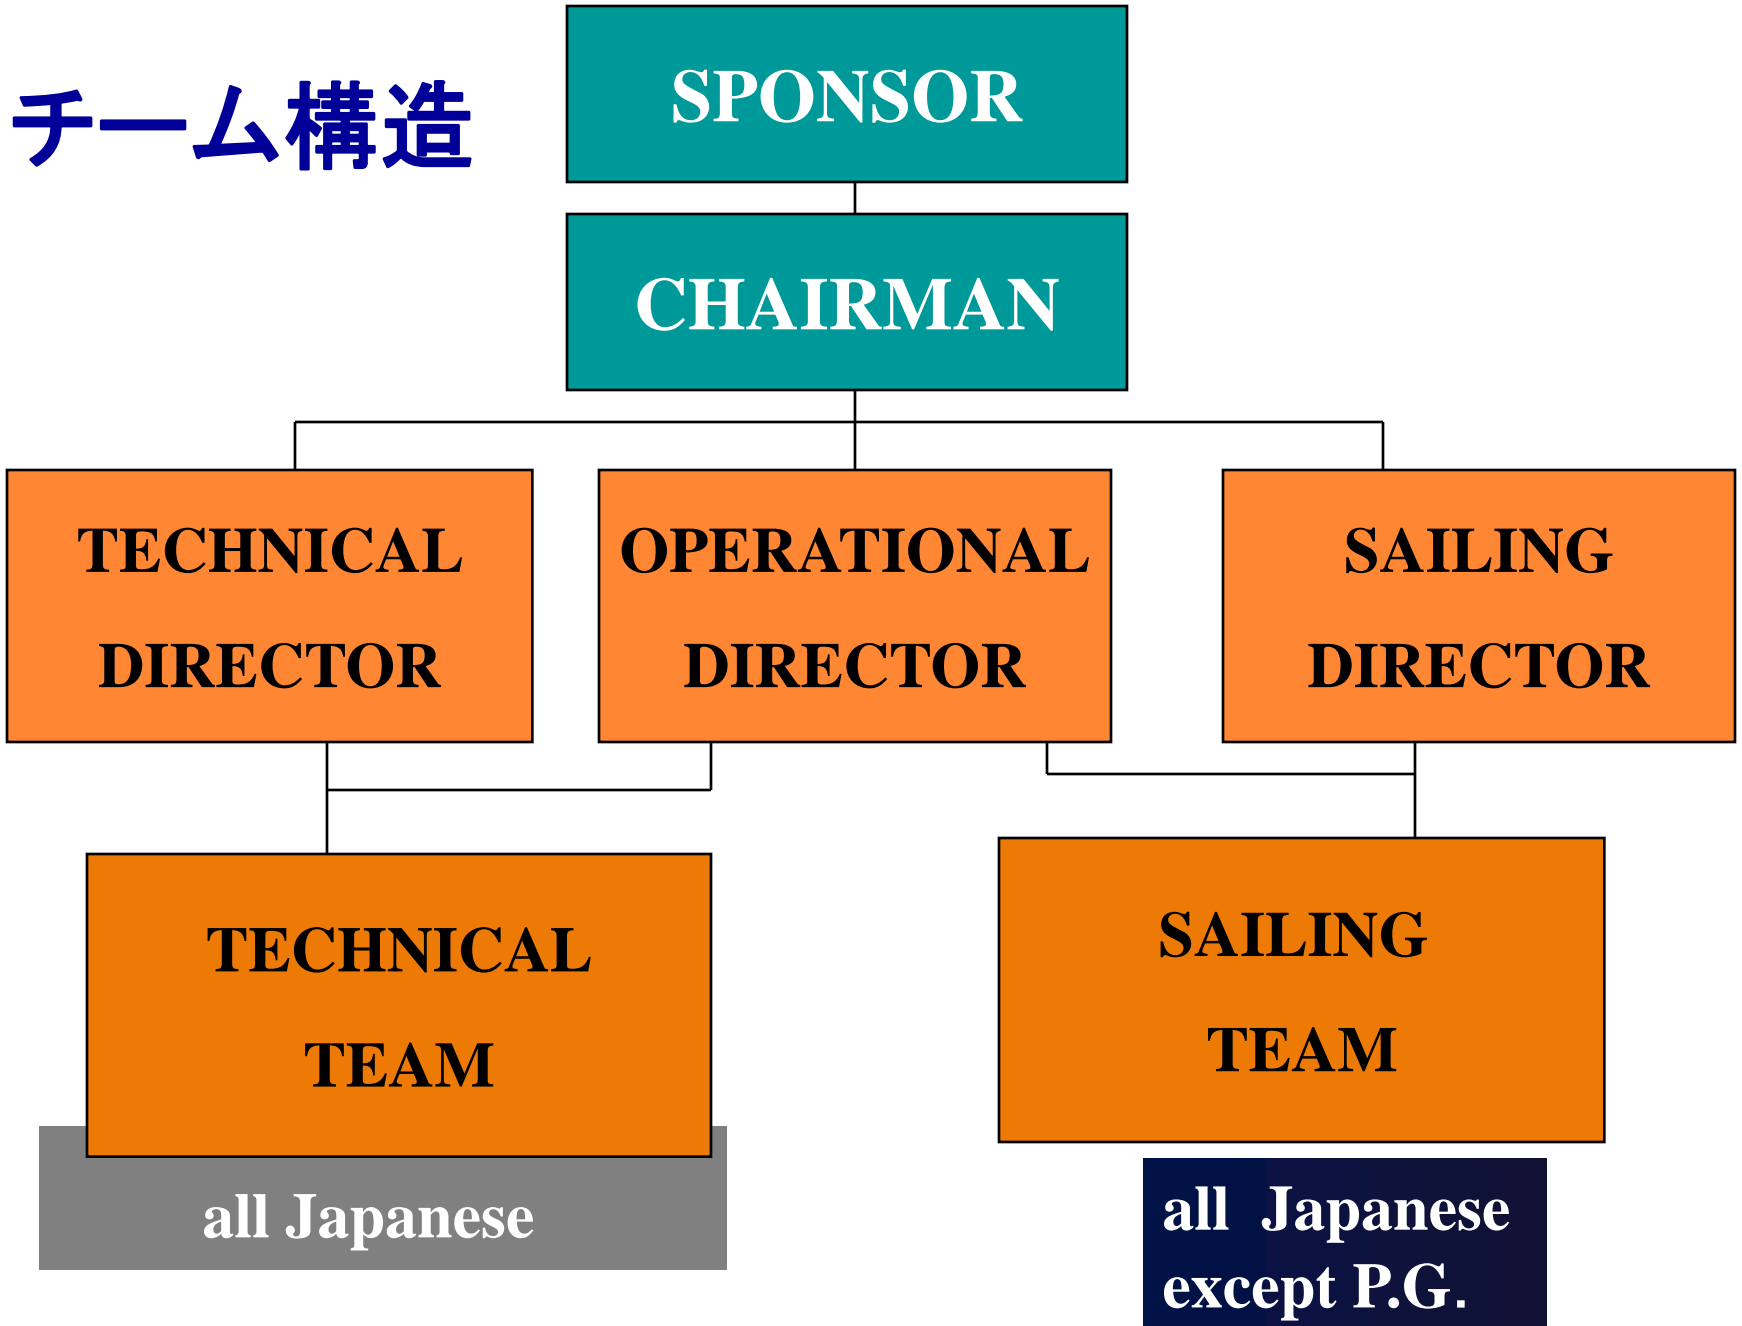 チーム構造
SPONSOR
CHAIRMAN
TECHNICAL
DIRECTOR
OPERATIONAL
DIRECTOR
SAILING
DIRECTOR
TECHNICAL
TEAM
SAILING
TEAM
all Japanese
all Japanese
except P.G.